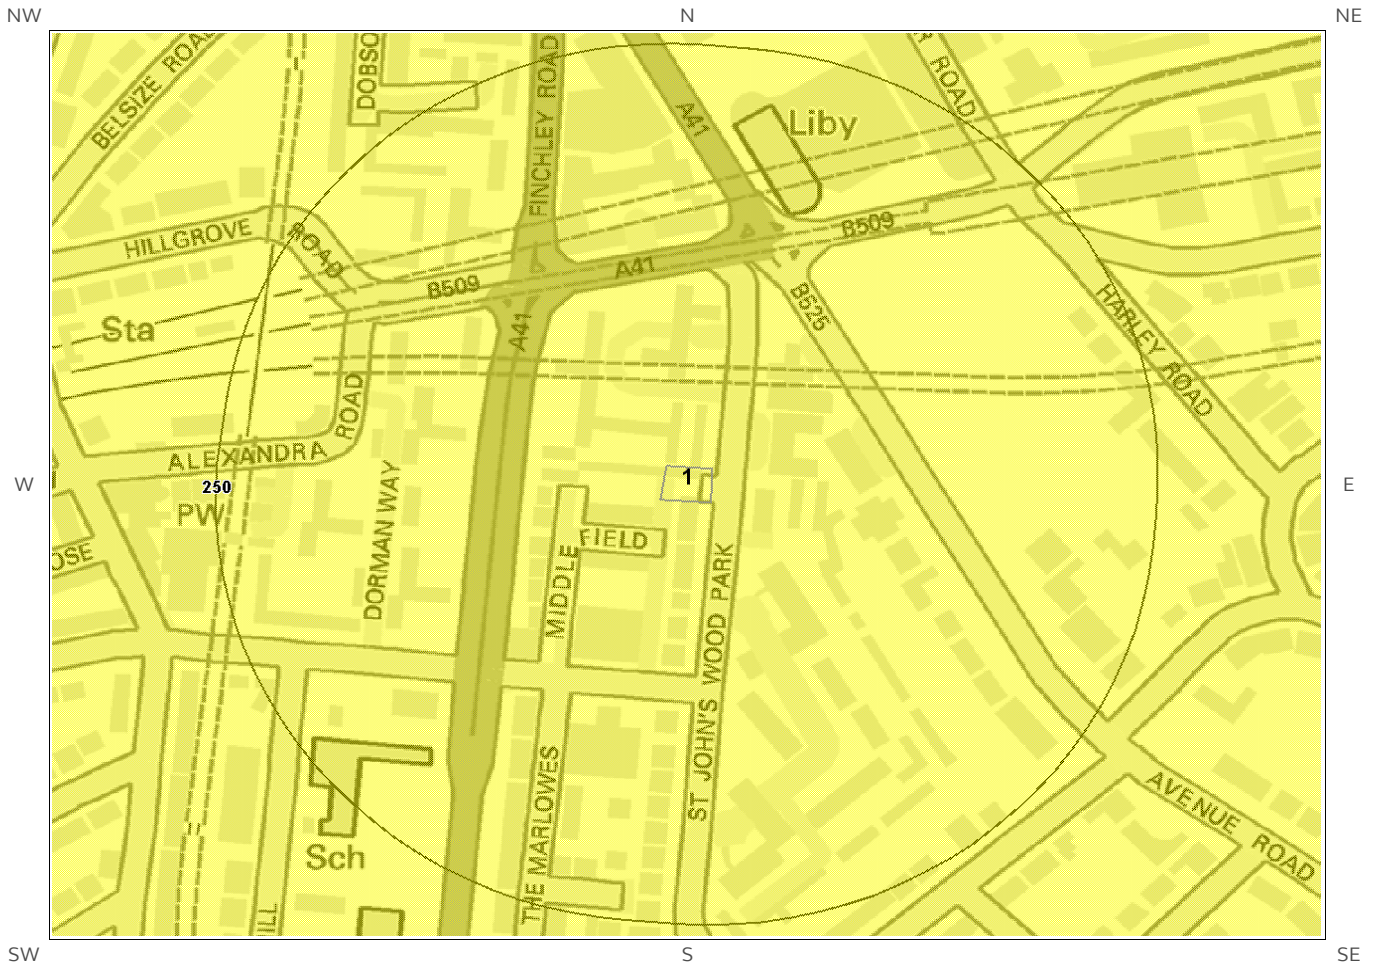 NW
N
NE
BELSIZE ROA
DOBSO
FINCHLEY ROAD
A41
Liby
R ROAD
HILLGROVE
ROAD
B509
A41
B509
Sta
A41
B525
HARLEY ROAD
ROAD
ALEXANDRA
W
250
1
E
PW
DORMAN WAY
FIELD
MIDDLE
OSE
ST JOHN'S WOOD PARK
THE MARLOWES
AVENUE ROAD
Sch
ILL
SW
S
SE